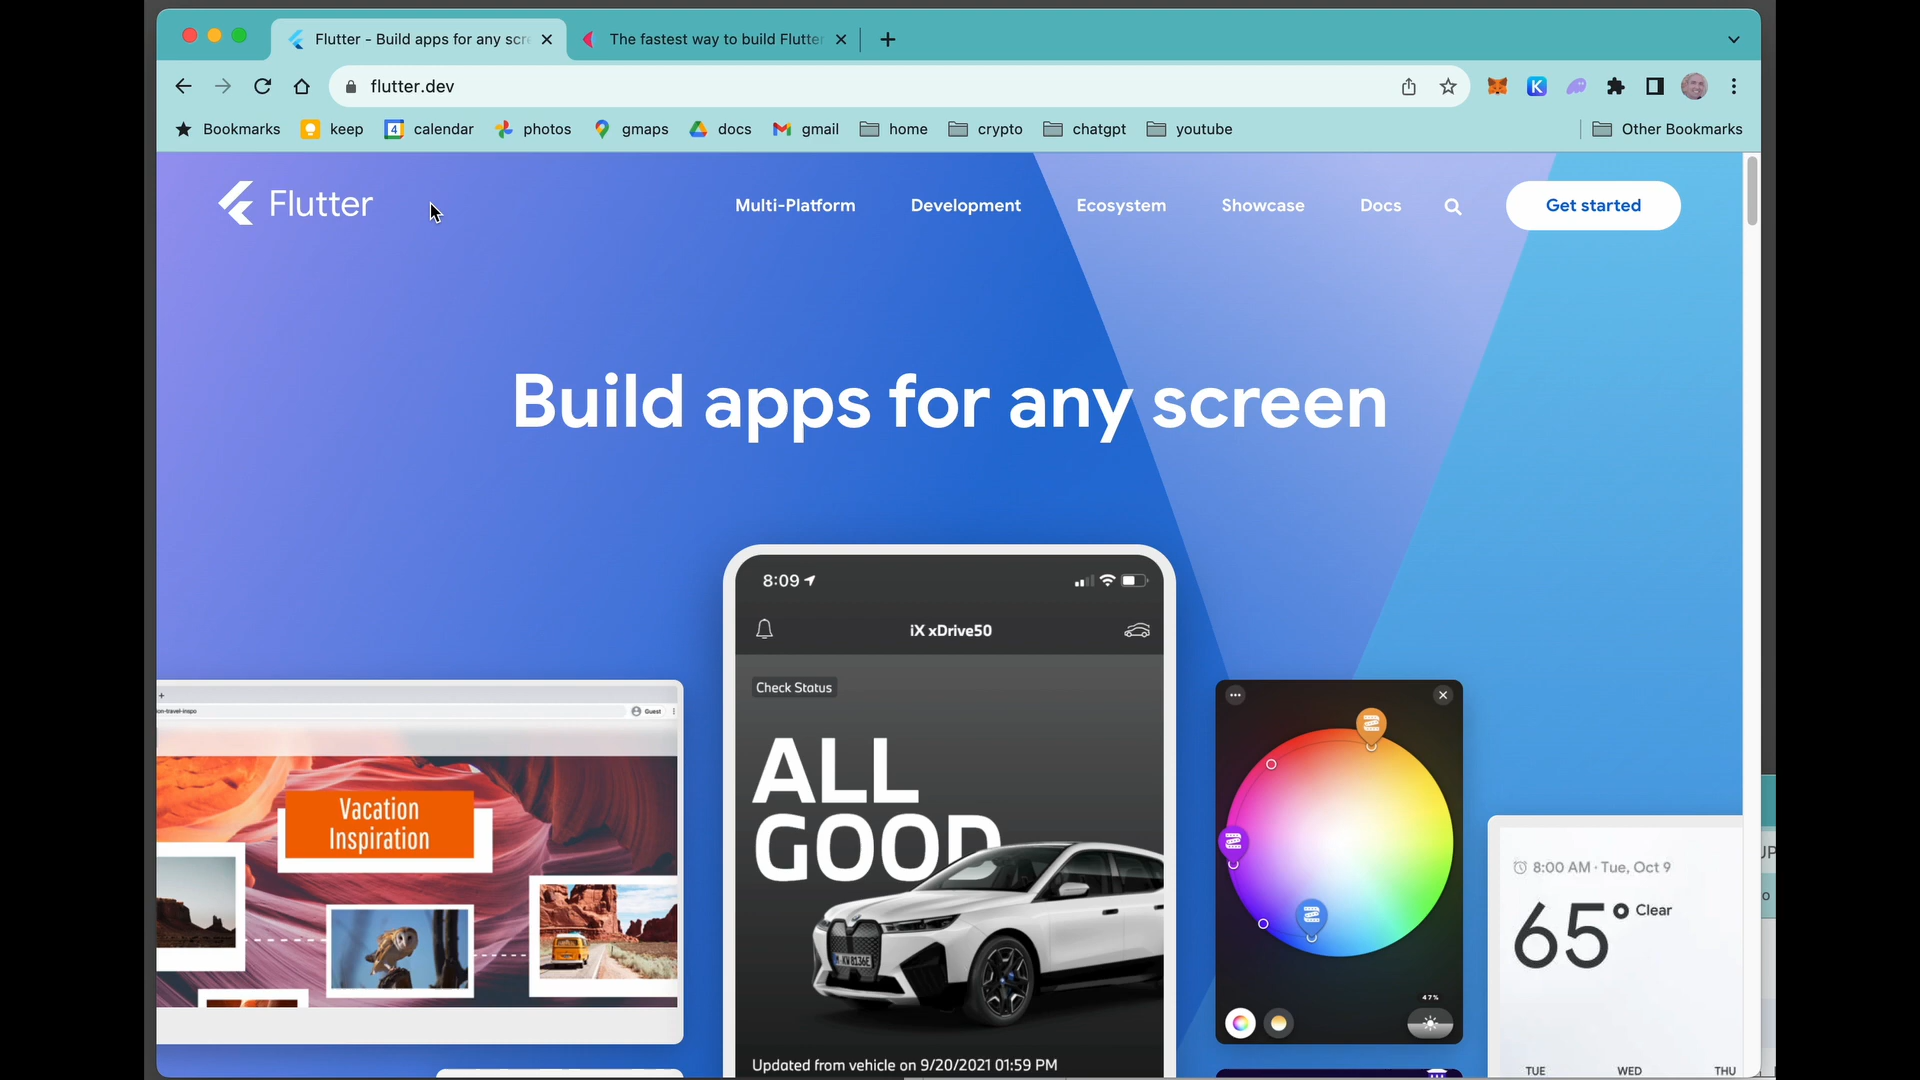 Flutter - Build apps for any scre
The fastest way to build Flutter
flutter.dev
Bookmarks keep 4 calendar photos gmaps docs gmail home crypto chatgpt youtube Other Bookmarks
Flutter Multi-Platform Development Ecosystem Showcase Docs Get started
Build apps for any screen
8:09
iX xDrive50
Check Status
ALL
GOOD
Updated from vehicle on 9/20/2021 01:59 PM
Guest
Vacation
Inspiration
47%
8:00 AM · Tue, Oct 9
65° Clear
TUE WED THU